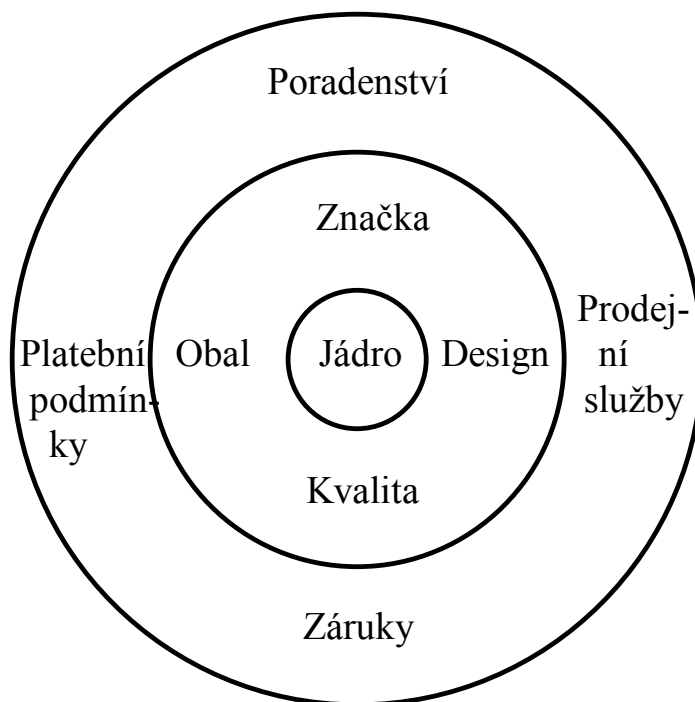 Poradenství
Značka
Platební
podmín-
ky
Obal
Jádro
Design
Prodej-
ní
služby
Kvalita
Záruky